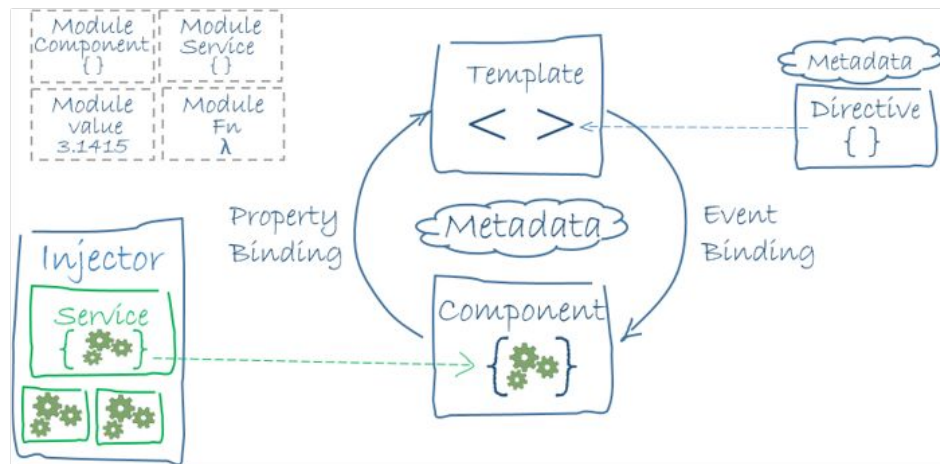 Module
Component
{ }
Module
Service
{ }
Module
value
3.1415
Module
Fn
λ
Template
< >
Metadata
Directive
{ }
Property
Binding
Metadata
Event
Binding
Injector
Service
{ }
Component
{ }